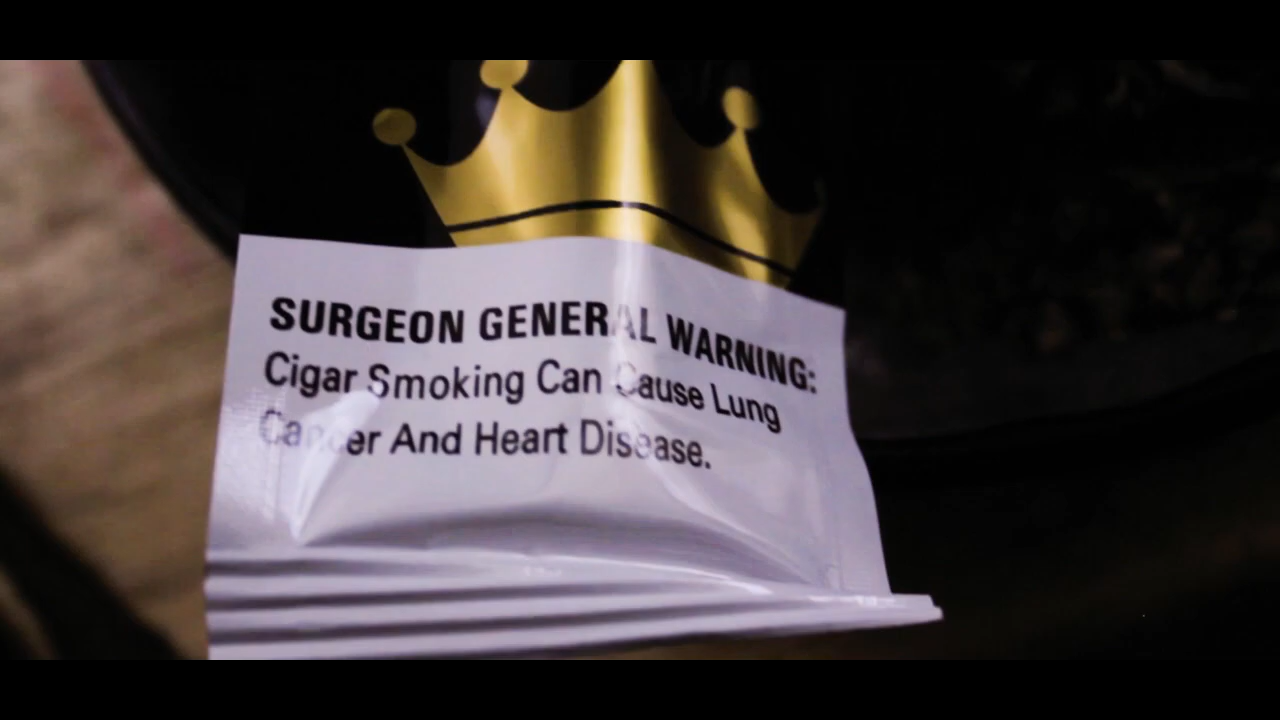 SURGEON GENERAL WARNING:
Cigar Smoking Can Cause Lung
Cancer And Heart Disease.